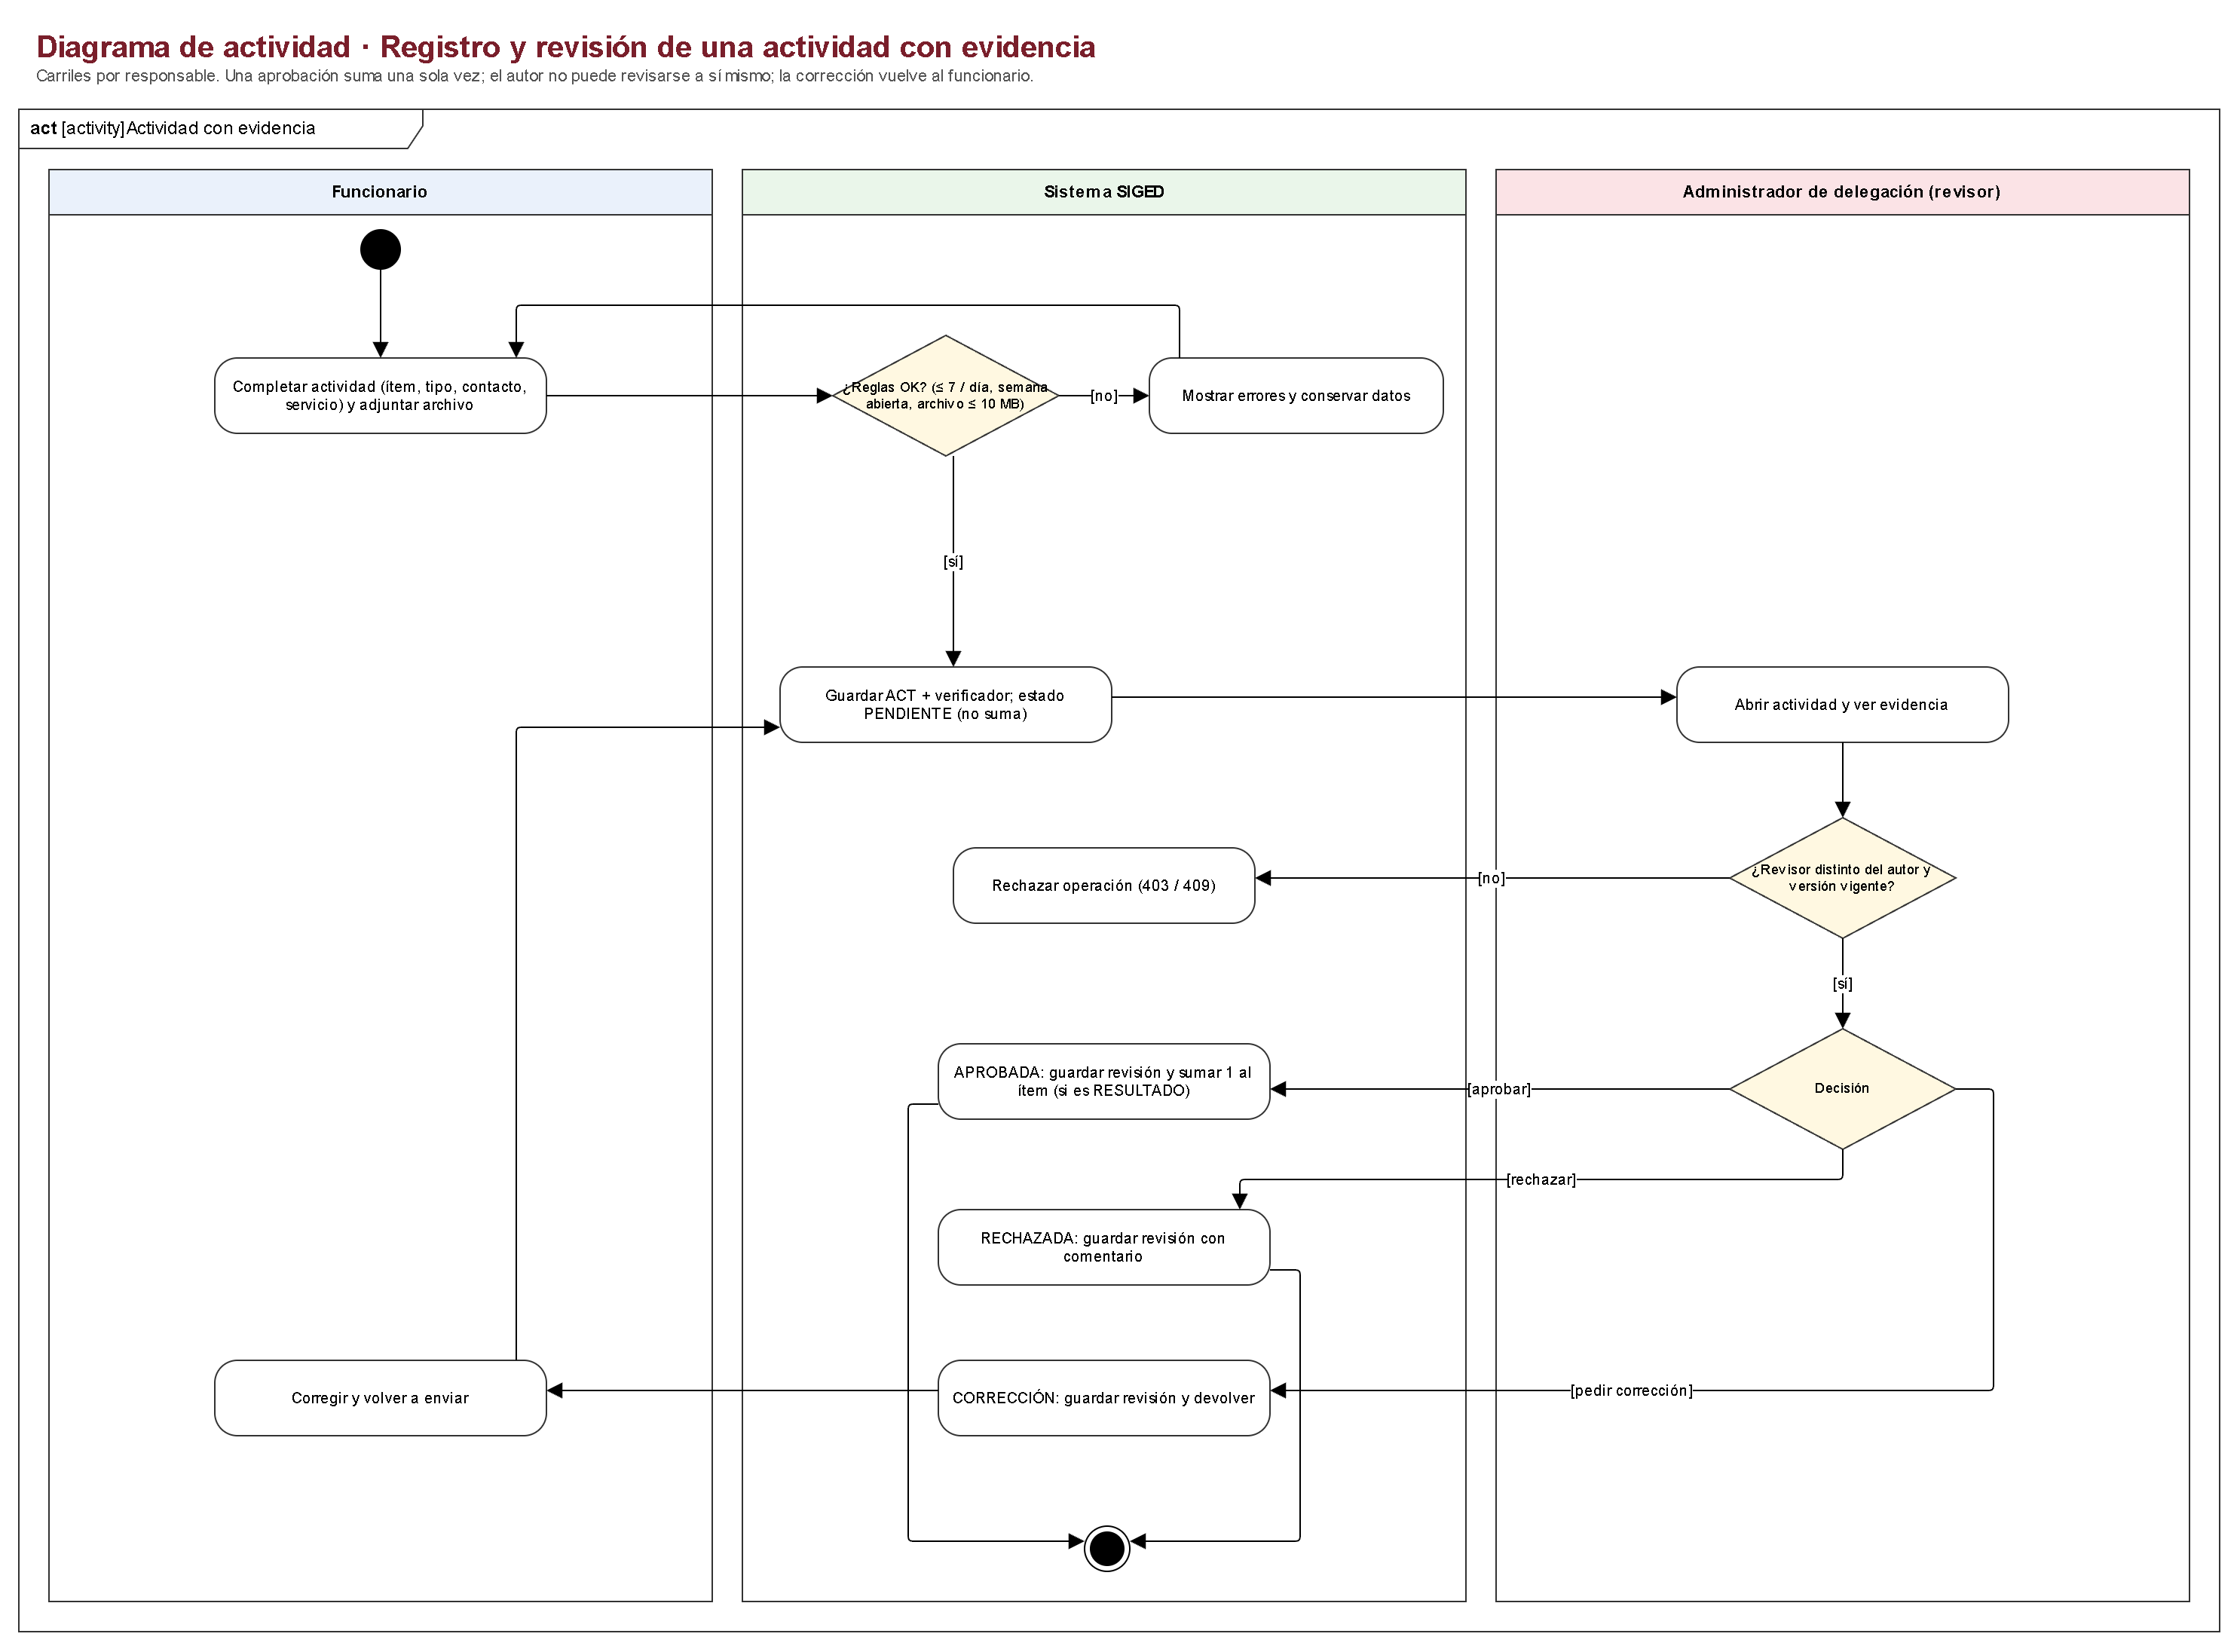 Diagrama de actividad · Registro y revisión de una actividad con evidencia
Carriles por responsable. Una aprobación suma una sola vez; el autor no puede revisarse a sí mismo; la corrección vuelve al funcionario.
act [activity]Actividad con evidencia
Funcionario
Sistema SIGED
Administrador de delegación (revisor)
Completar actividad (ítem, tipo, contacto,
servicio) y adjuntar archivo
¿Reglas OK? (≤ 7 / día, semana
abierta, archivo ≤ 10 MB)
[no]
Mostrar errores y conservar datos
[sí]
Guardar ACT + verificador; estado
PENDIENTE (no suma)
Abrir actividad y ver evidencia
Rechazar operación (403 / 409)
[no]
¿Revisor distinto del autor y
versión vigente?
[sí]
APROBADA: guardar revisión y sumar 1 al
ítem (si es RESULTADO)
[aprobar]
Decisión
[rechazar]
RECHAZADA: guardar revisión con
comentario
Corregir y volver a enviar
CORRECCIÓN: guardar revisión y devolver
[pedir corrección]